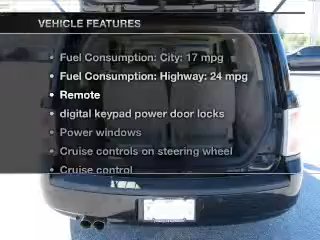 VEHICLE FEATURES
• Fuel Consumption: City: 17 mpg
• Fuel Consumption: Highway: 24 mpg
• Remote
• digital keypad power door locks
• Power windows
• Cruise controls on steering wheel
• Cruise control